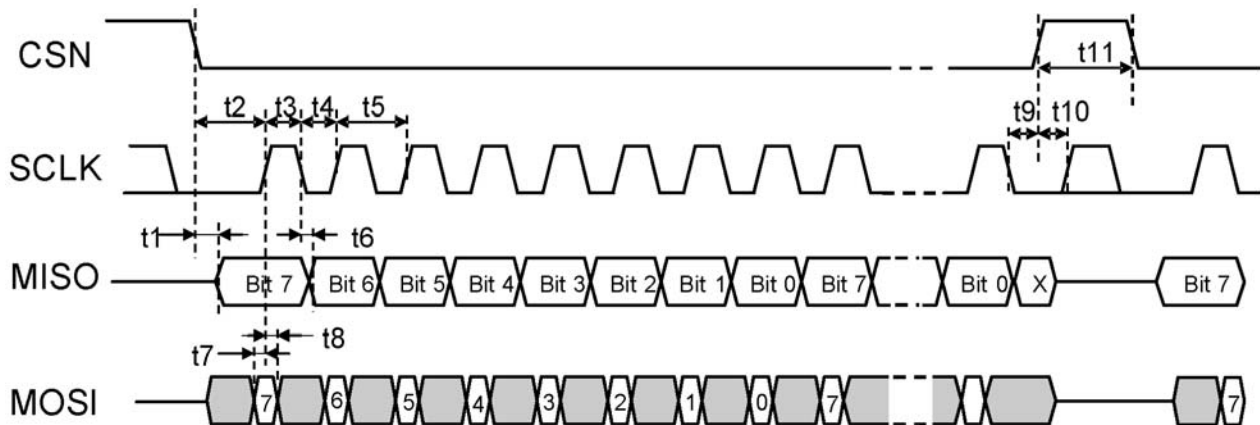 CSN
t11
t2 t3 t4 t5
t9 t10
SCLK
t1
t6
MISO
Bit 7 Bit 6 Bit 5 Bit 4 Bit 3 Bit 2 Bit 1 Bit 0 Bit 7 Bit 0 X Bit 7
t8
t7
MOSI
7 6 5 4 3 2 1 0 7 7